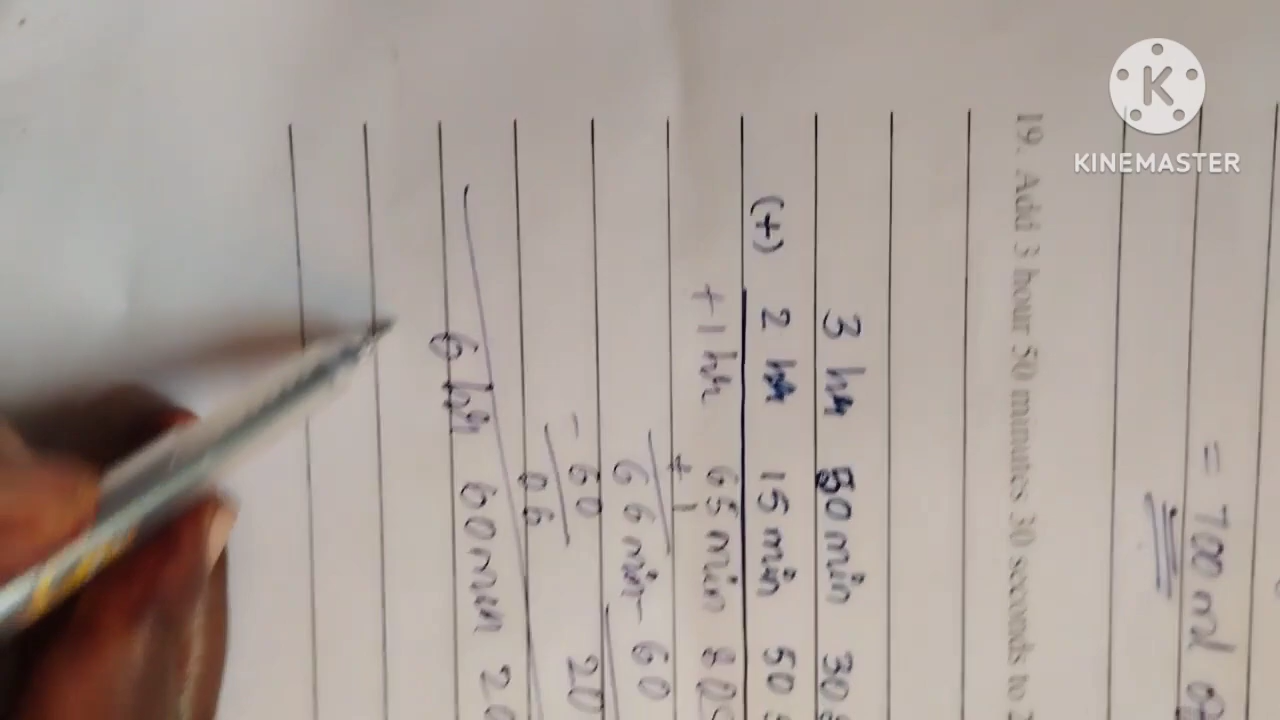 = 700 ml
19. Add 3 hour 50 minutes 30 seconds to 2
3 hr 50 min 30
(+) 2 hr 15 min 50
+ 1 hr 65 min 80
+ 1
66 min - 60
- 60 20
06
6 hr 60 min 20
KINEMASTER